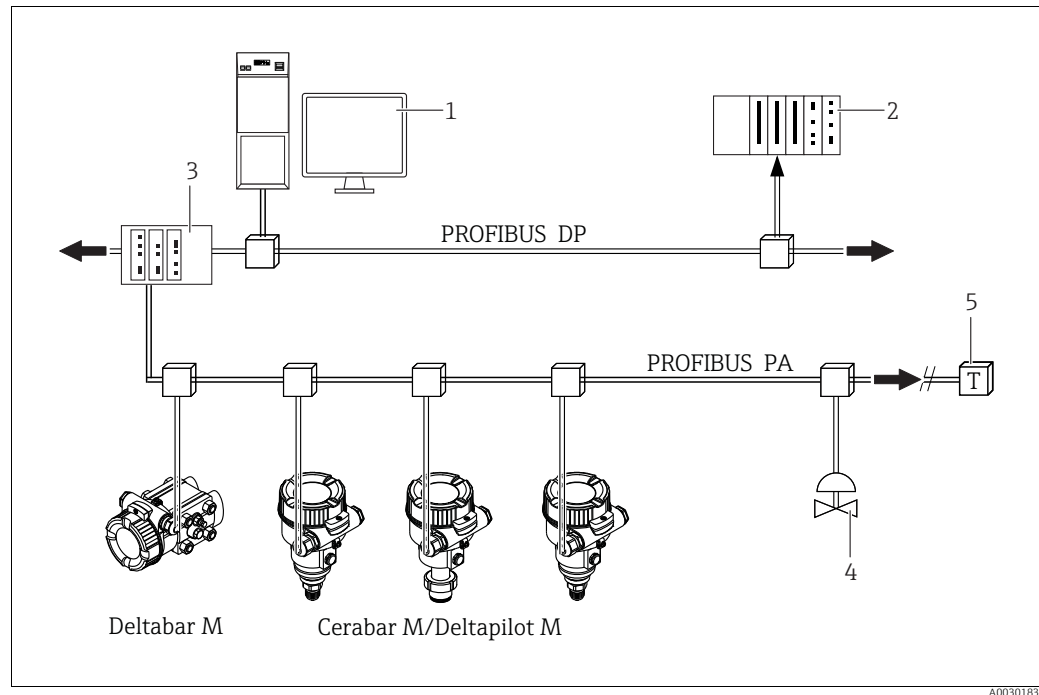 1
2
3
PROFIBUS DP
5
PROFIBUS PA
T
4
Deltabar M
Cerabar M/Deltapilot M
A0030183